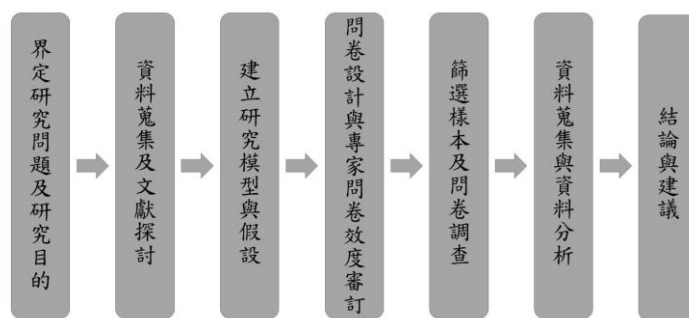 界定研究問題及研究目的
資料蒐集及文獻探討
建立研究模型與假設
問卷設計與專家問卷效度審訂
篩選樣本及問卷調查
資料蒐集與資料分析
結論與建議